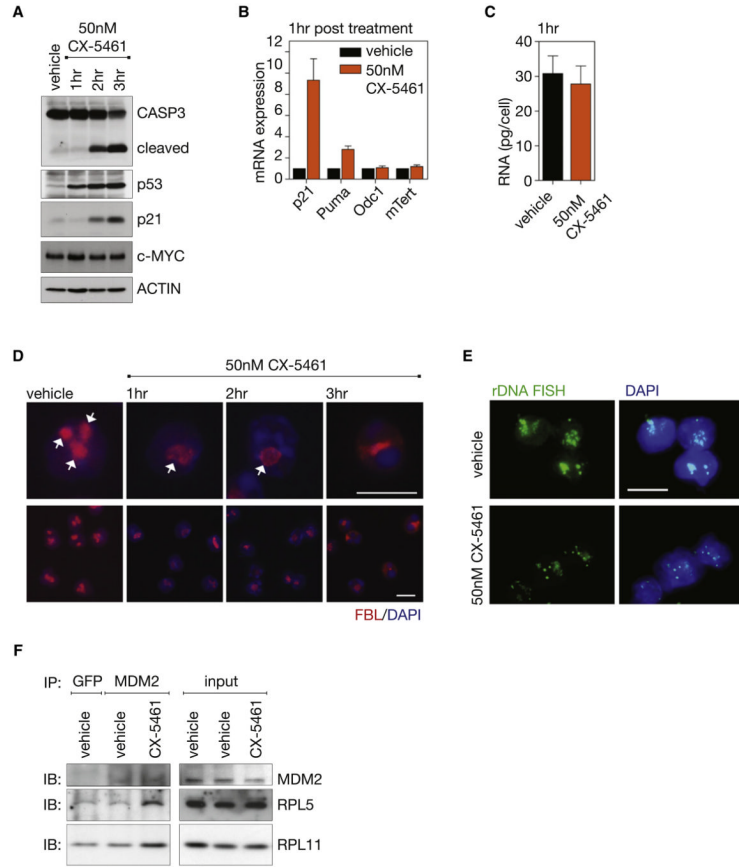 A
50nM
CX-5461
vehicle
1hr
2hr
3hr
CASP3
cleaved
p53
p21
c-MYC
ACTIN
B
1hr post treatment
mRNA expression
12
10
8
6
4
2
0
vehicle
50nM
CX-5461
p21
Puma
Odc1
mTert
C
1hr
RNA (pg/cell)
40
30
20
10
0
vehicle
50nM
CX-5461
D
50nM CX-5461
vehicle
1hr
2hr
3hr
FBL/DAPI
E
rDNA FISH
DAPI
vehicle
50nM CX-5461
F
IP:
GFP
MDM2
input
vehicle
vehicle
CX-5461
vehicle
vehicle
CX-5461
IB:
MDM2
IB:
RPL5
IB:
RPL11